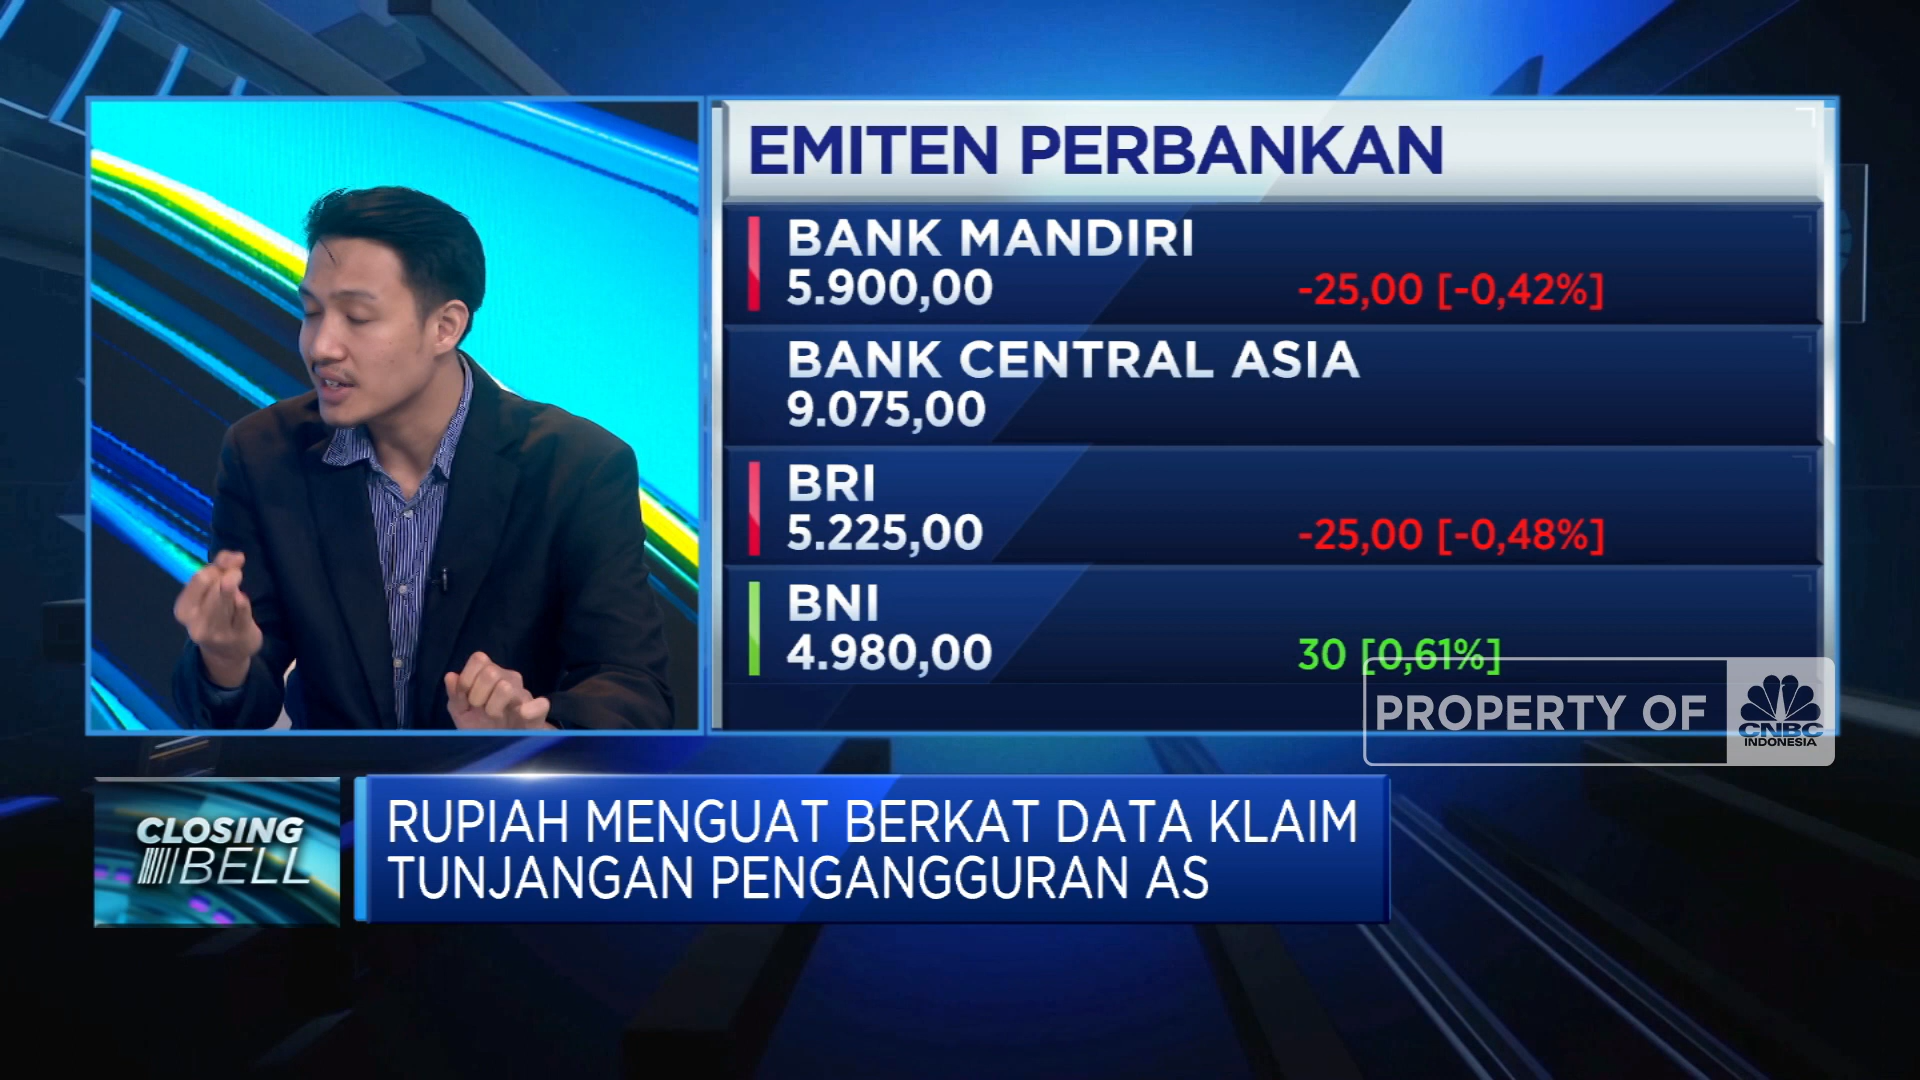 EMITEN PERBANKAN
BANK MANDIRI
5.900,00 -25,00 [-0,42%]
BANK CENTRAL ASIA
9.075,00
BRI
5.225,00 -25,00 [-0,48%]
BNI
4.980,00 30 [0,61%]
PROPERTY OF CNBC INDONESIA
CLOSING
BELL
RUPIAH MENGUAT BERKAT DATA KLAIM
TUNJANGAN PENGANGGURAN AS